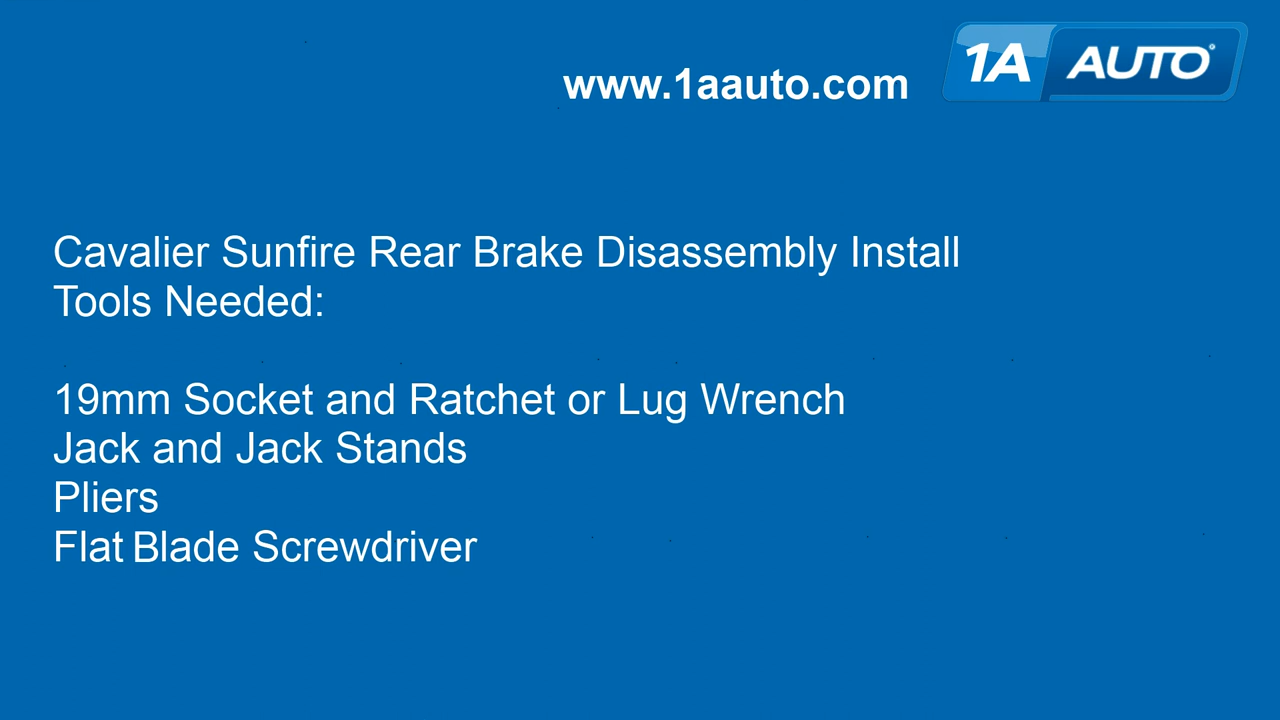 1A AUTO
www.1aauto.com
Cavalier Sunfire Rear Brake Disassembly Install
Tools Needed:
19mm Socket and Ratchet or Lug Wrench
Jack and Jack Stands
Pliers
Flat Blade Screwdriver